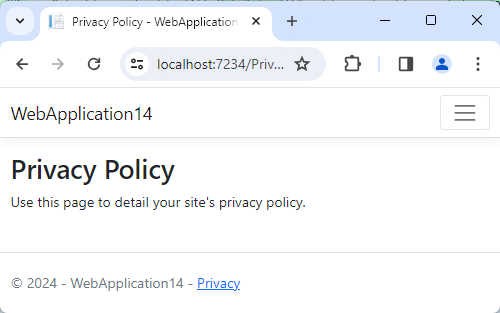 Privacy Policy - WebApplication
localhost:7234/Priv...
WebApplication14
Privacy Policy
Use this page to detail your site's privacy policy.
© 2024 - WebApplication14 - Privacy